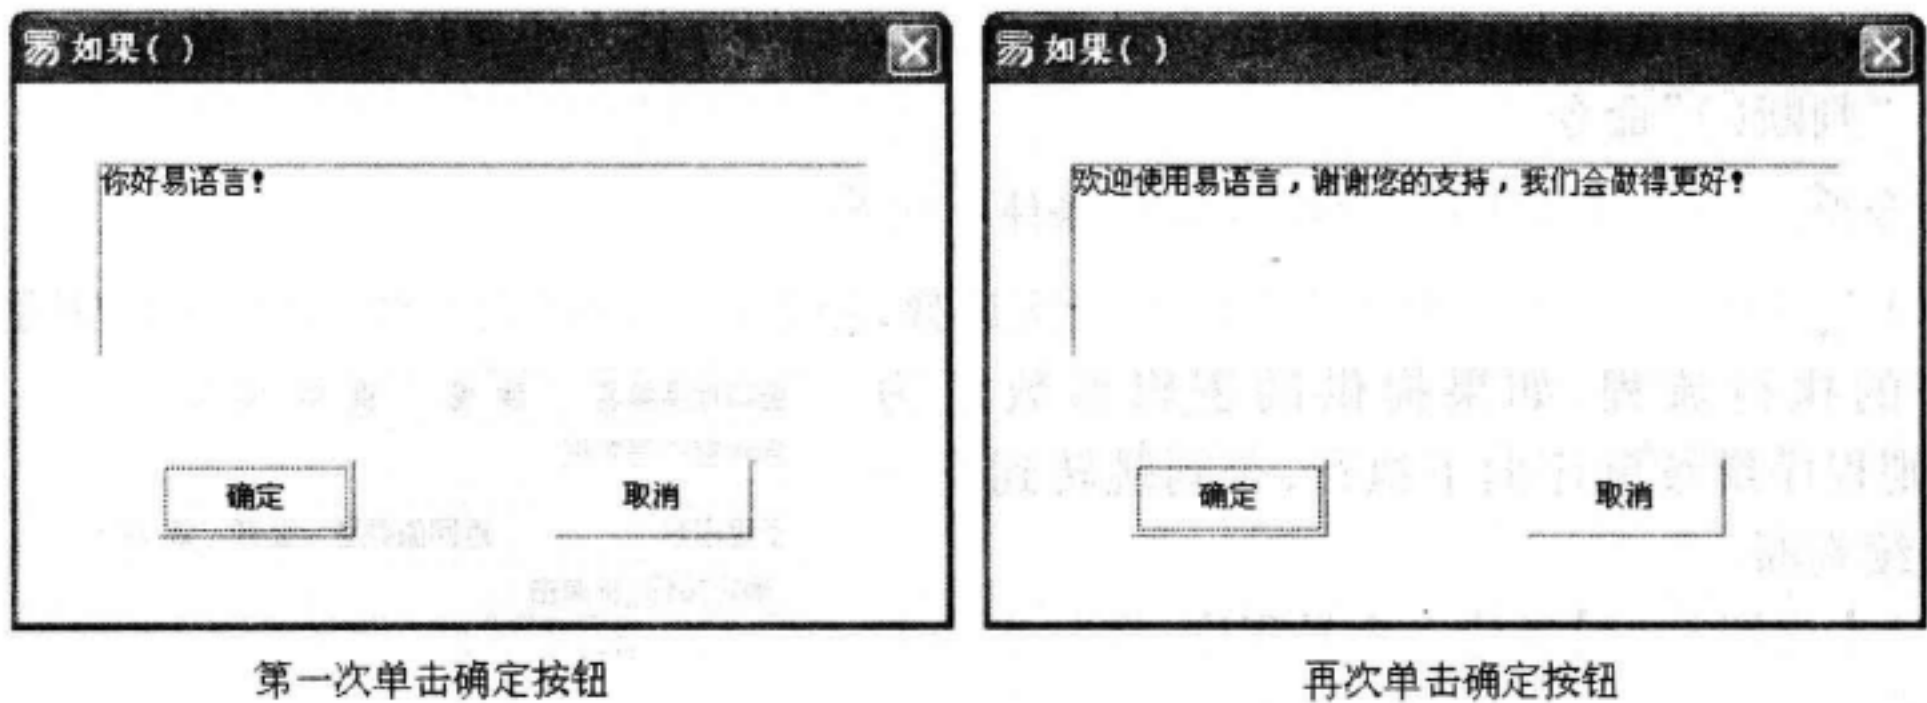 易 如果( )
你好易语言!
确定
取消
第一次单击确定按钮
易 如果( )
欢迎使用易语言，谢谢您的支持，我们会做得更好!
确定
取消
再次单击确定按钮